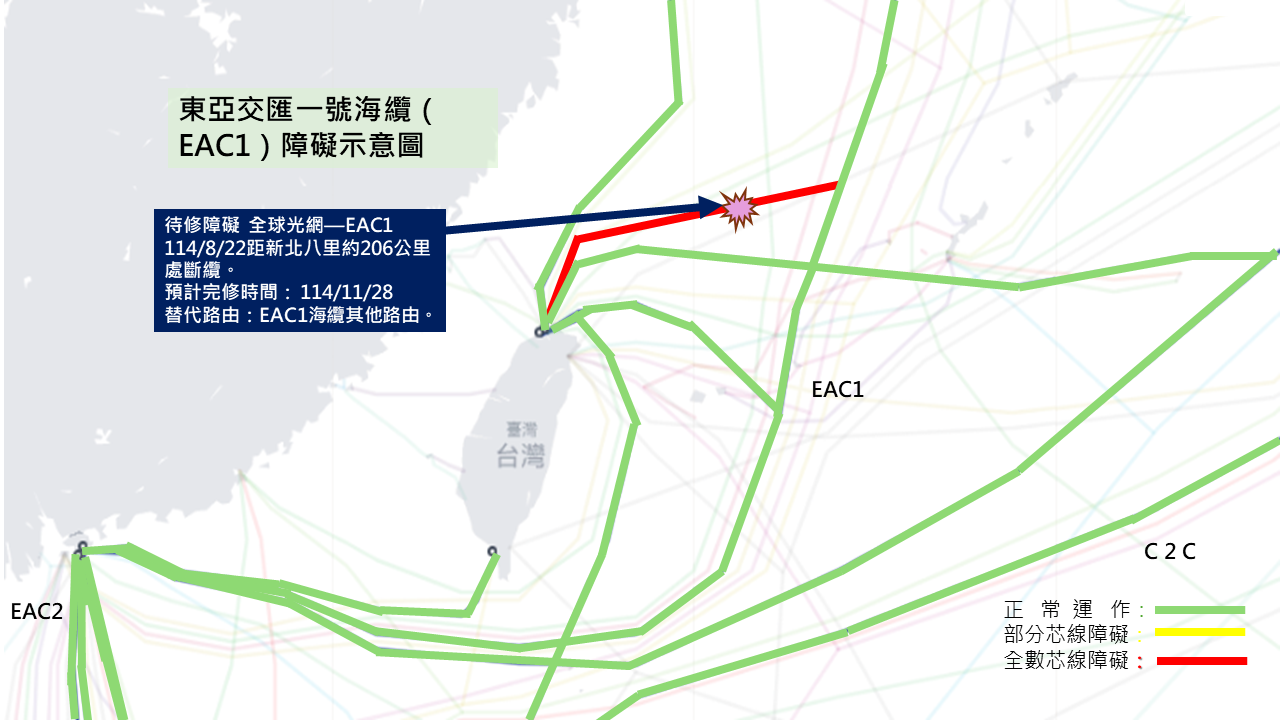 東亞交匯一號海纜（
EAC1）障礙示意圖
待修障礙 全球光網—EAC1
114/8/22距新北八里約206公里
處斷纜。
預計完修時間：114/11/28
替代路由：EAC1海纜其他路由。
臺灣
台灣
EAC1
C2C
EAC2
正常運作：
部分芯線障礙：
全數芯線障礙：